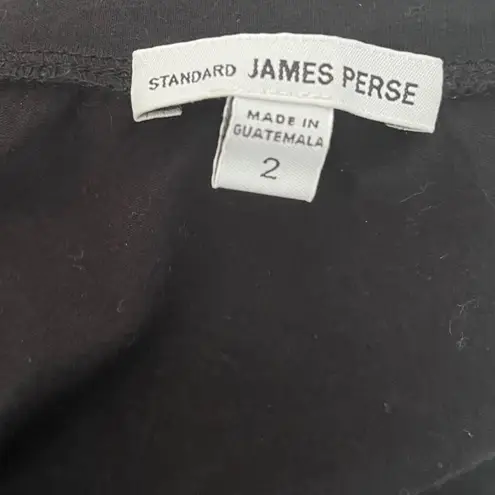 STANDARD JAMES PERSE
MADE IN
GUATEMALA
2